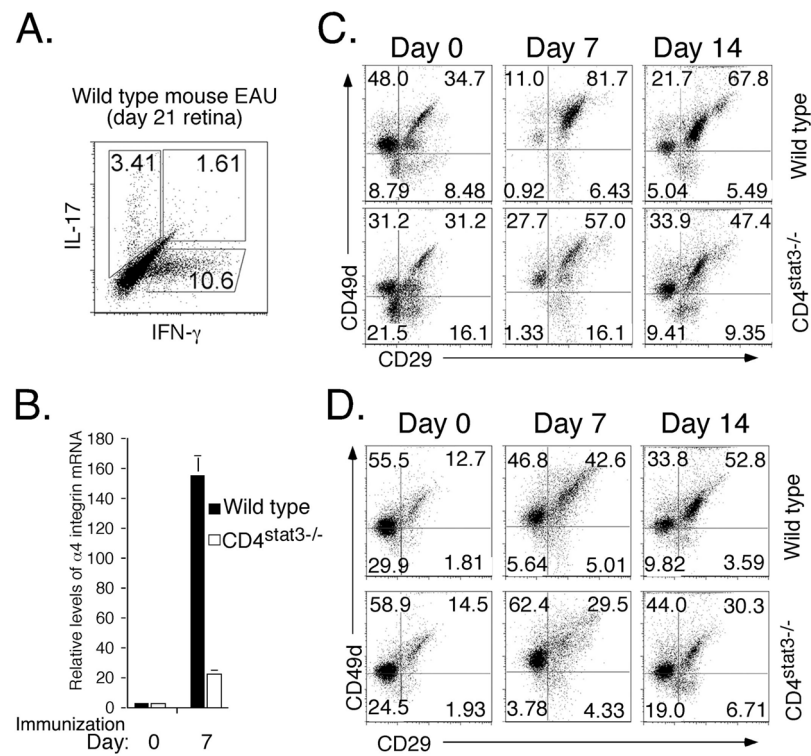 A.
Wild type mouse EAU
(day 21 retina)
3.41 1.61
10.6
IL-17
IFN-γ
B.
Relative levels of α4 integrin mRNA
180
160
140
120
100
80
60
40
20
0
Wild type
CD4stat3-/-
Immunization
Day: 0 7
C.
Day 0 Day 7 Day 14
48.0 34.7 11.0 81.7 21.7 67.8
8.79 8.48 0.92 6.43 5.04 5.49
Wild type
31.2 31.2 27.7 57.0 33.9 47.4
21.5 16.1 1.33 16.1 9.41 9.35
CD4stat3-/-
CD49d
CD29
D.
Day 0 Day 7 Day 14
55.5 12.7 46.8 42.6 33.8 52.8
29.9 1.81 5.64 5.01 9.82 3.59
Wild type
58.9 14.5 62.4 29.5 44.0 30.3
24.5 1.93 3.78 4.33 19.0 6.71
CD4stat3-/-
CD49d
CD29